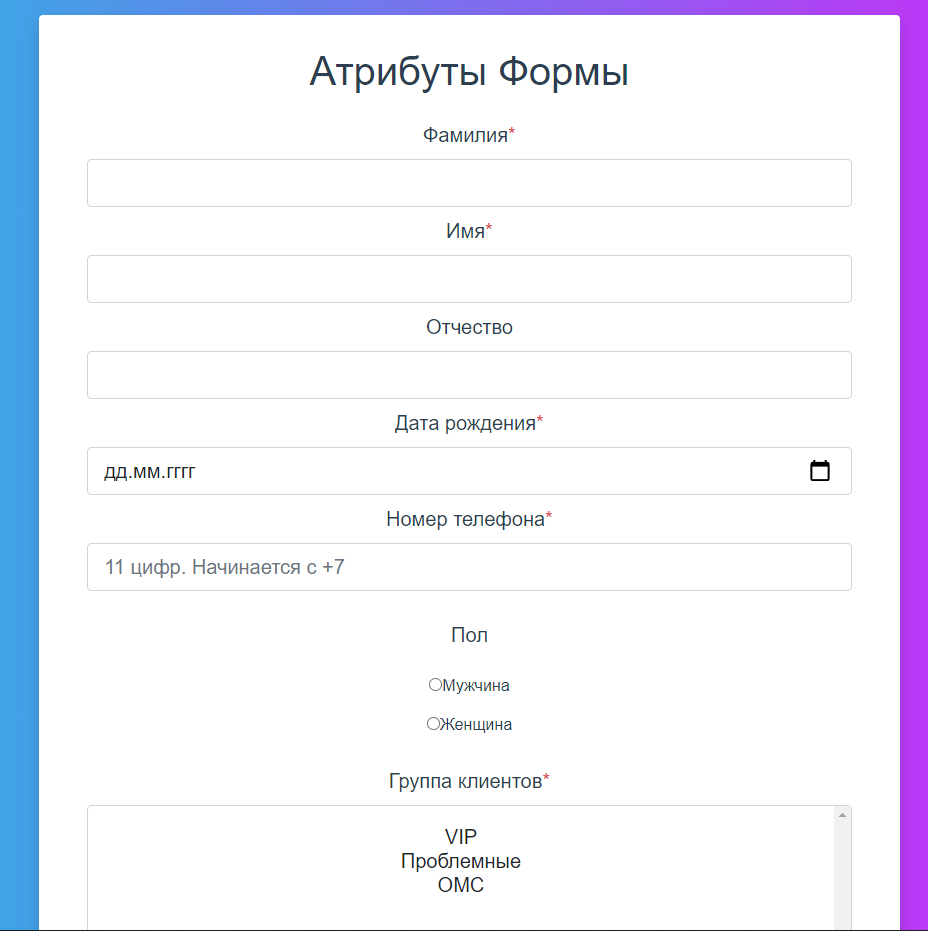 Атрибуты Формы
Фамилия*
Имя*
Отчество
Дата рождения*
дд.мм.гггг
Номер телефона*
11 цифр. Начинается с +7
Пол
Мужчина
Женщина
Группа клиентов*
VIP
Проблемные
ОМС